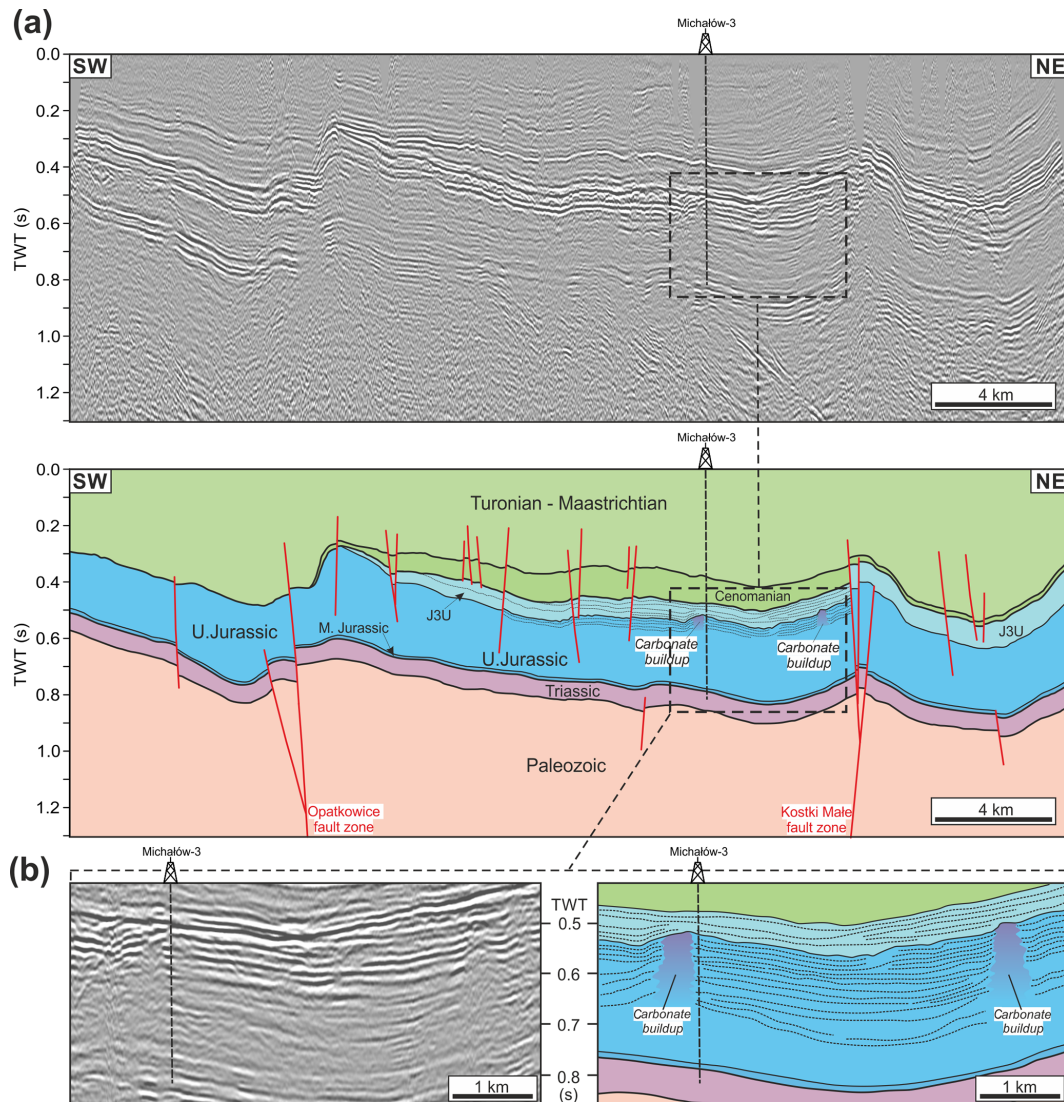 (a)
Michałów-3
SW
NE
0.0
0.2
0.4
0.6
0.8
1.0
1.2
TWT (s)
4 km
Michałów-3
SW
NE
0.0
0.2
0.4
0.6
0.8
1.0
1.2
TWT (s)
Turonian - Maastrichtian
Cenomanian
J3U
M. Jurassic
U.Jurassic
U.Jurassic
Carbonate
buildup
Carbonate
buildup
J3U
Triassic
Paleozoic
Opatkowice
fault zone
Kostki Małe
fault zone
4 km
(b)
Michałów-3
Michałów-3
TWT
0.5
0.6
0.7
0.8
(s)
Carbonate
buildup
Carbonate
buildup
1 km
1 km